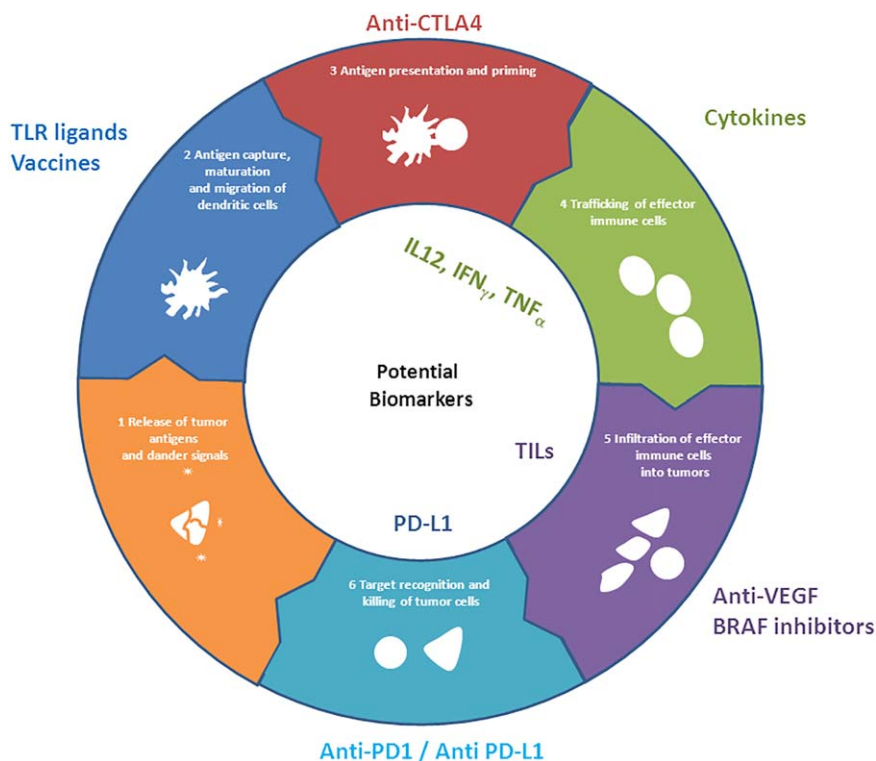 Anti-CTLA4
3 Antigen presentation and priming
TLR ligands
Vaccines
2 Antigen capture,
maturation
and migration of
dendritic cells
Cytokines
4 Trafficking of effector
immune cells
IL12, IFNγ, TNFα
Potential
Biomarkers
1 Release of tumor
antigens
and dander signals
*
*
*
TILs
5 Infiltration of effector
immune cells
into tumors
PD-L1
6 Target recognition and
killing of tumor cells
Anti-VEGF
BRAF inhibitors
Anti-PD1 / Anti PD-L1